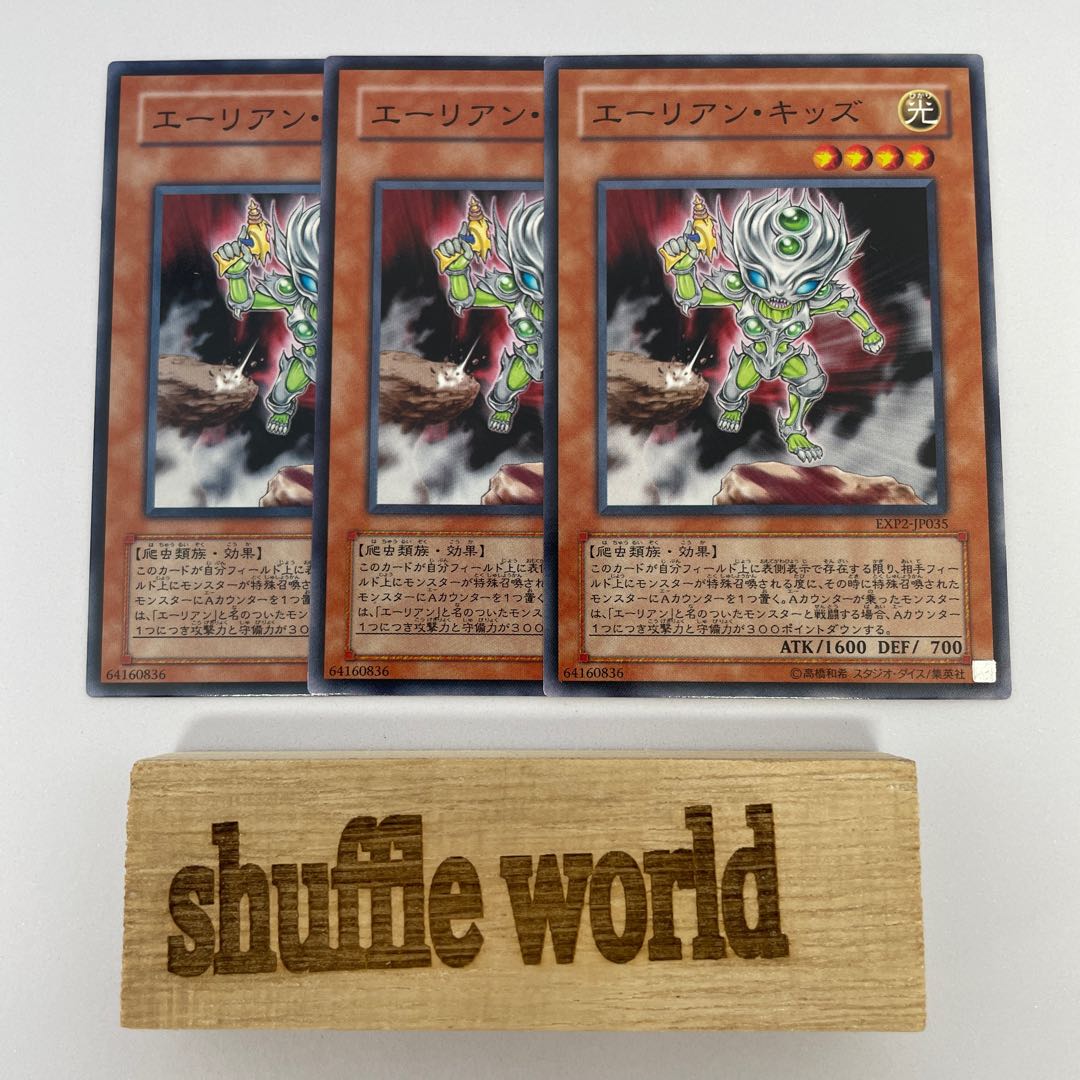 エーリアン・
エーリアン・
エーリアン・キッズ
光
EXP2-JP035
【爬虫類族・効果】
このカードが自分フィールド上に表
ルド上にモンスターが特殊召喚さ
モンスターにAカウンターを1つ置く
は、「エーリアン」と名のついたモン
1つにつき攻撃力と守備力が300
64160836
【爬虫類族・効果】
このカードが自分フィールド上に表
ルド上にモンスターが特殊召喚さ
モンスターにAカウンターを1つ置
は、「エーリアン」と名のついたモン
1つにつき攻撃力と守備力が300
64160836
【爬虫類族・効果】
このカードが自分フィールド上に表側表示で存在する限り、相手フィー
ルド上にモンスターが特殊召喚される度に、その時に特殊召喚された
モンスターにAカウンターを1つ置く。Aカウンターが乗ったモンスター
は、「エーリアン」と名のついたモンスターと戦闘する場合、Aカウンター
1つにつき攻撃力と守備力が300ポイントダウンする。
ATK/1600 DEF/ 700
64160836
©高橋和希 スタジオ・ダイス/集英社
shuffle world